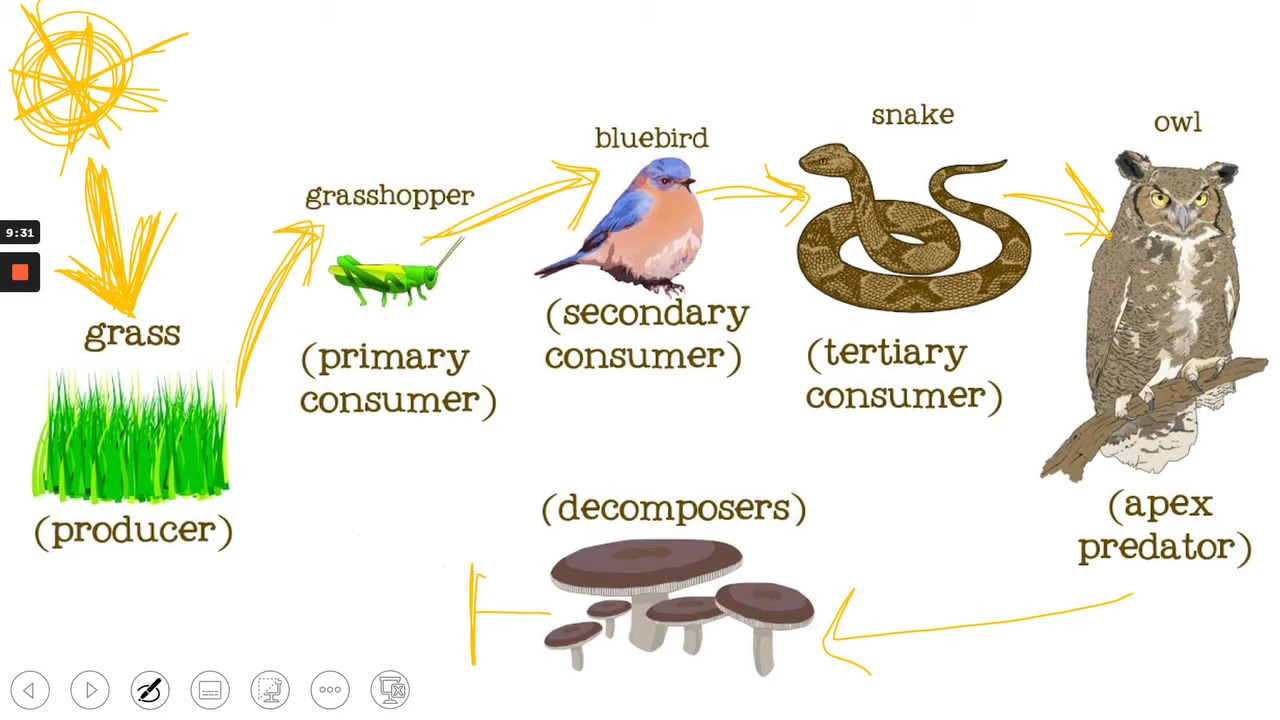 9:31
grass
(producer)
grasshopper
(primary
consumer)
bluebird
(secondary
consumer)
snake
(tertiary
consumer)
owl
(apex
predator)
(decomposers)